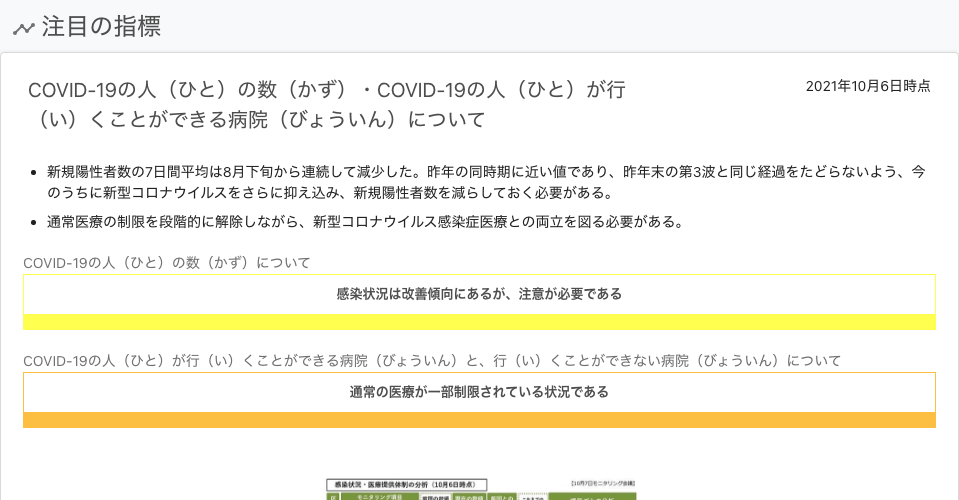 注目の指標
COVID-19の人（ひと）の数（かず）・COVID-19の人（ひと）が行
（い）くことができる病院（びょういん）について
2021年10月6日時点
新規陽性者数の7日間平均は8月下旬から連続して減少した。昨年の同時期に近い値であり、昨年末の第3波と同じ経過をたどらないよう、今
のうちに新型コロナウイルスをさらに抑え込み、新規陽性者数を減らしておく必要がある。
通常医療の制限を段階的に解除しながら、新型コロナウイルス感染症医療との両立を図る必要がある。
COVID-19の人（ひと）の数（かず）について
感染状況は改善傾向にあるが、注意が必要である
COVID-19の人（ひと）が行（い）くことができる病院（びょういん）と、行（い）くことができない病院（びょういん）について
通常の医療が一部制限されている状況である
感染状況・医療提供体制の分析（10月6日時点）
【10月7日モニタリング会議】